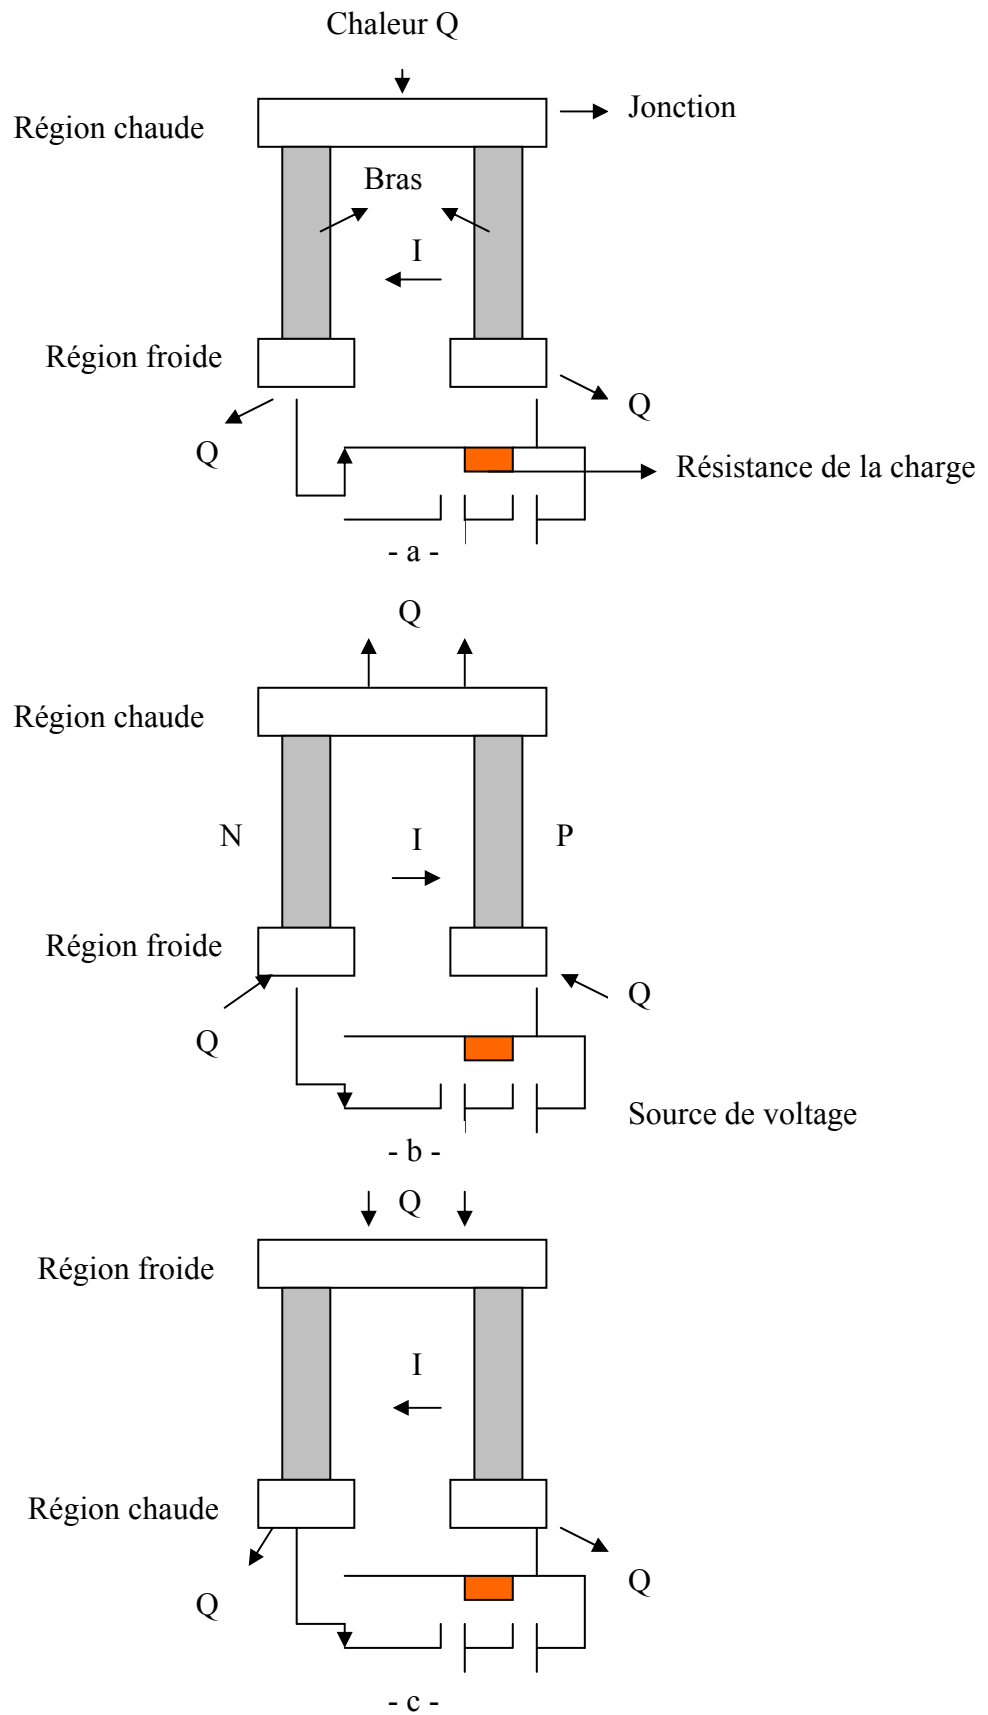 Chaleur Q
Jonction
Région chaude
Bras
I
Région froide
Q
Q
Résistance de la charge
- a -
Q
Région chaude
N
I
P
Région froide
Q
Q
Source de voltage
- b -
Q
Région froide
I
Région chaude
Q
Q
- c -